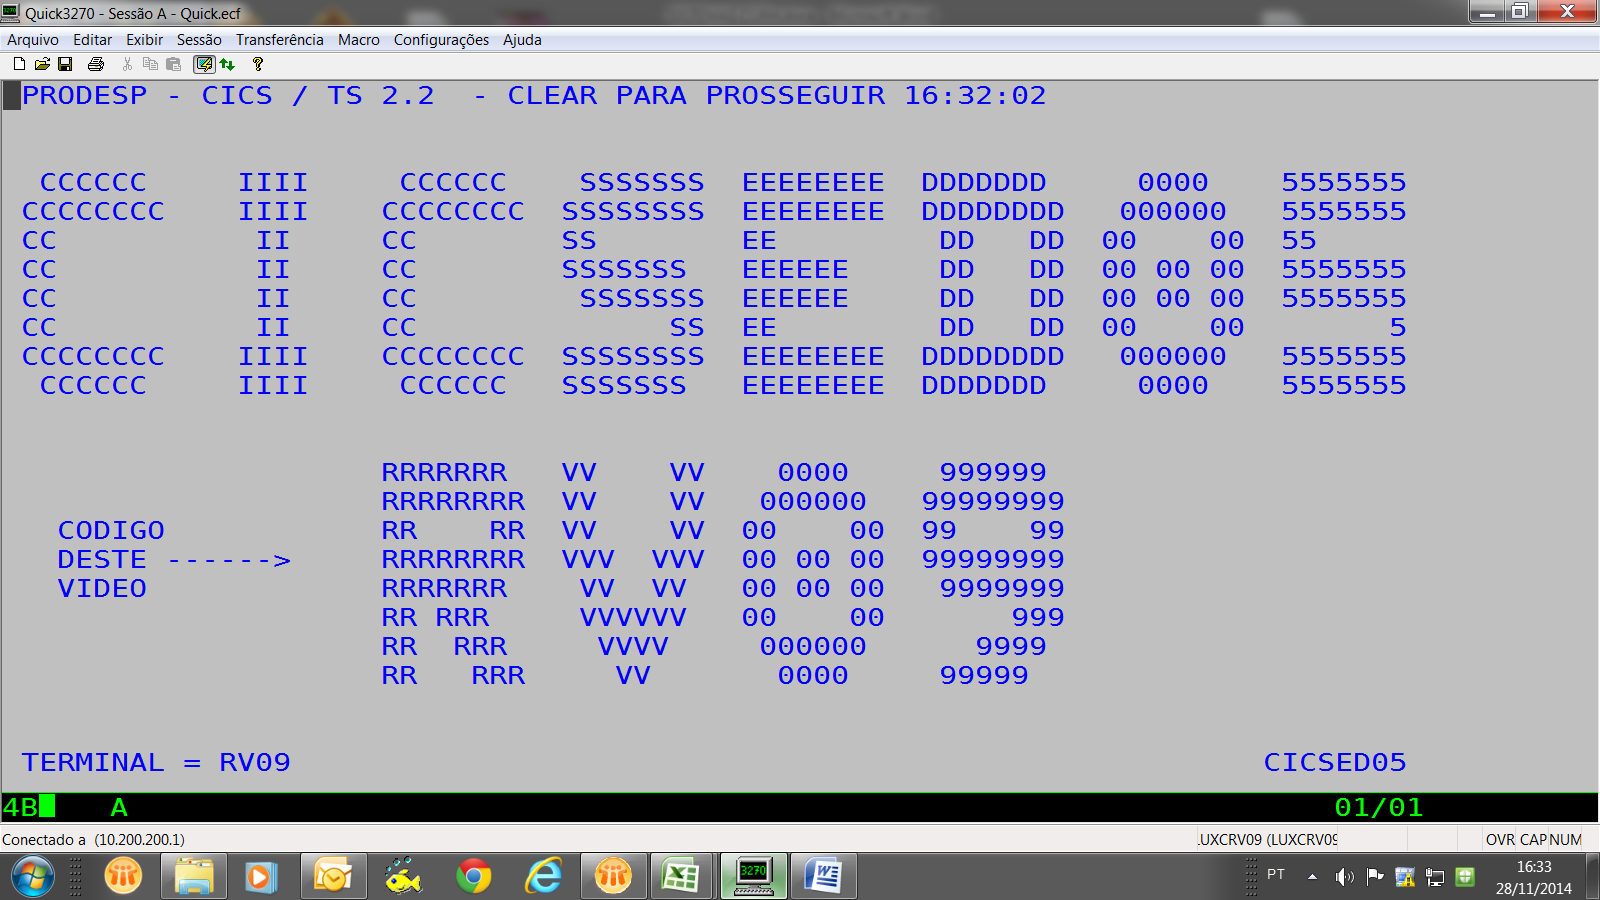 Quick3270 - Sessão A - Quick.ecf
Arquivo Editar Exibir Sessão Transferência Macro Configurações Ajuda
PRODESP - CICS / TS 2.2  - CLEAR PARA PROSSEGUIR 16:32:02
 CCCCCC     IIII     CCCCCC    SSSSSSS  EEEEEEEE  DDDDDDD     0000    5555555
CCCCCCCC    IIII    CCCCCCCC  SSSSSSSS  EEEEEEEE  DDDDDDDD   000000   5555555
CC           II     CC        SS        EE         DD   DD  00    00  55
CC           II     CC        SSSSSSS   EEEEEE     DD   DD  00 00 00  5555555
CC           II     CC         SSSSSSS  EEEEEE     DD   DD  00 00 00  5555555
CC           II     CC              SS  EE         DD   DD  00    00        5
CCCCCCCC    IIII    CCCCCCCC  SSSSSSSS  EEEEEEEE  DDDDDDDD   000000   5555555
 CCCCCC     IIII     CCCCCC   SSSSSSS   EEEEEEEE  DDDDDDD     0000    5555555
                    RRRRRRR   VV    VV    0000     999999
                    RRRRRRRR  VV    VV   000000   99999999
  CODIGO            RR    RR  VV    VV  00    00  99    99
  DESTE ------>     RRRRRRRR  VVV  VVV  00 00 00  99999999
  VIDEO             RRRRRRR    VV  VV   00 00 00   9999999
                    RR RRR     VVVVVV   00    00       999
                    RR  RRR     VVVV     000000      9999
                    RR   RRR     VV       0000     99999
TERMINAL = RV09                                                      CICSED05
4B A 01/01
Conectado a (10.200.200.1) LUXCRV09 (LUXCRV09 OVR CAP NUM
3270
PT 16:33
28/11/2014